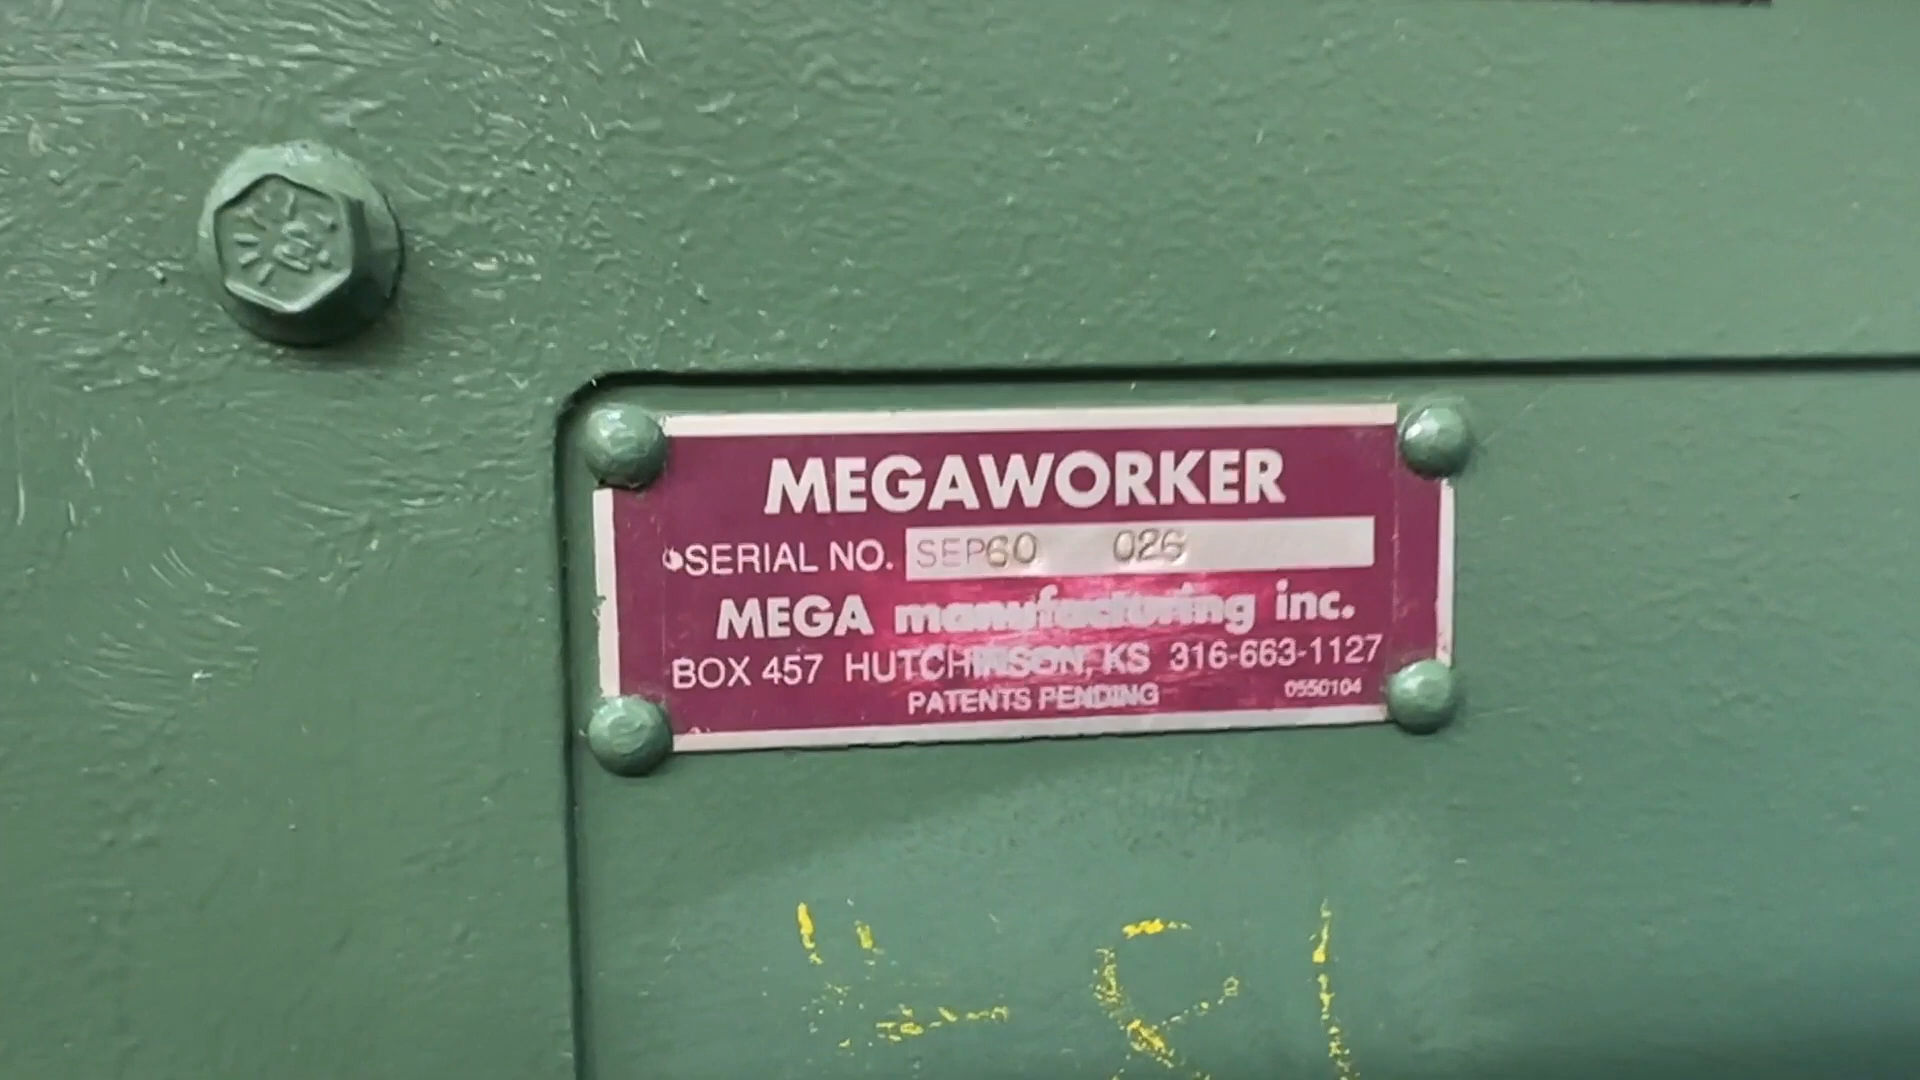 MEGAWORKER
SERIAL NO. SEP60 026
MEGA manufacturing inc.
BOX 457 HUTCHINSON, KS 316-663-1127
PATENTS PENDING 0550104